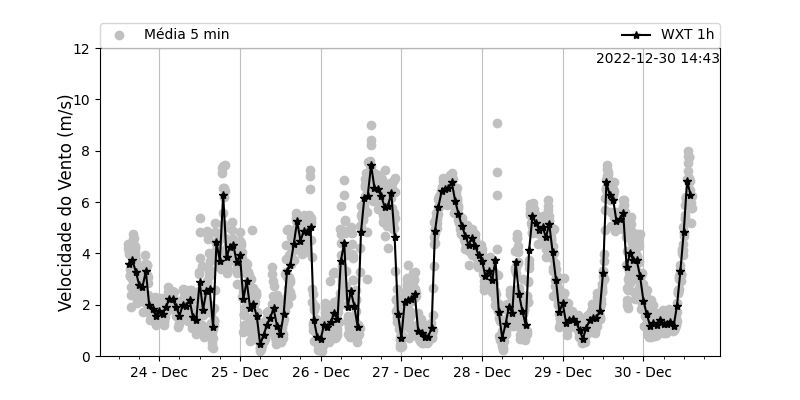 Média 5 min
WXT 1h
2022-12-30 14:43
Velocidade do Vento (m/s)
12
10
8
6
4
2
0
24 - Dec
25 - Dec
26 - Dec
27 - Dec
28 - Dec
29 - Dec
30 - Dec